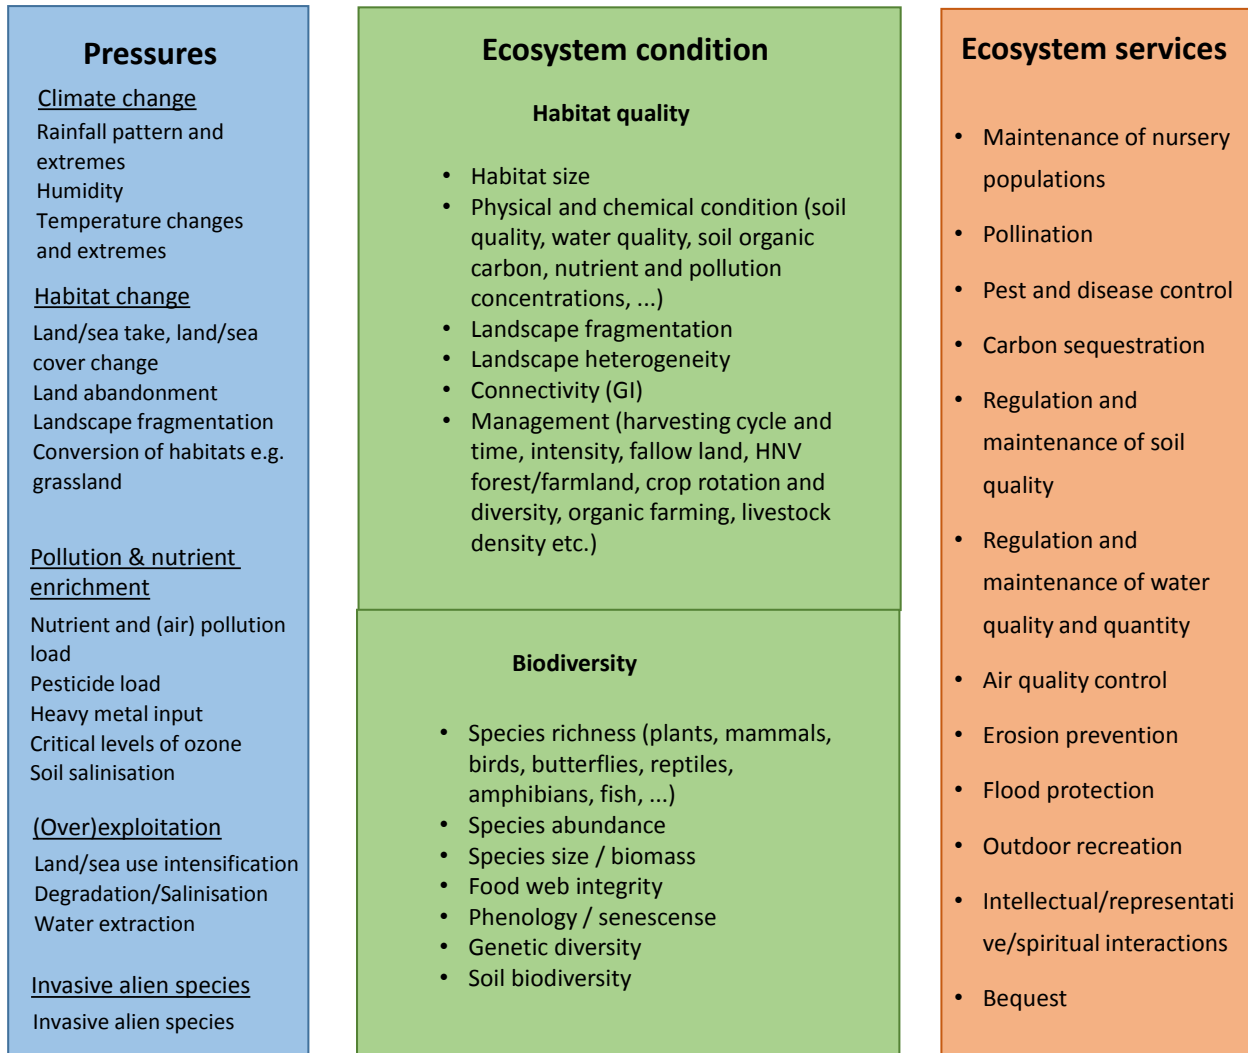 Pressures
Climate change
Rainfall pattern and
extremes
Humidity
Temperature changes
and extremes
Habitat change
Land/sea take, land/sea
cover change
Land abandonment
Landscape fragmentation
Conversion of habitats e.g.
grassland
Pollution & nutrient
enrichment
Nutrient and (air) pollution
load
Pesticide load
Heavy metal input
Critical levels of ozone
Soil salinisation
(Over)exploitation
Land/sea use intensification
Degradation/Salinisation
Water extraction
Invasive alien species
Invasive alien species
Ecosystem condition
Habitat quality
• Habitat size
• Physical and chemical condition (soil
quality, water quality, soil organic
carbon, nutrient and pollution
concentrations, ...)
• Landscape fragmentation
• Landscape heterogeneity
• Connectivity (GI)
• Management (harvesting cycle and
time, intensity, fallow land, HNV
forest/farmland, crop rotation and
diversity, organic farming, livestock
density etc.)
Biodiversity
• Species richness (plants, mammals,
birds, butterflies, reptiles,
amphibians, fish, ...)
• Species abundance
• Species size / biomass
• Food web integrity
• Phenology / senescense
• Genetic diversity
• Soil biodiversity
Ecosystem services
• Maintenance of nursery
populations
• Pollination
• Pest and disease control
• Carbon sequestration
• Regulation and
maintenance of soil
quality
• Regulation and
maintenance of water
quality and quantity
• Air quality control
• Erosion prevention
• Flood protection
• Outdoor recreation
• Intellectual/representati
ve/spiritual interactions
• Bequest